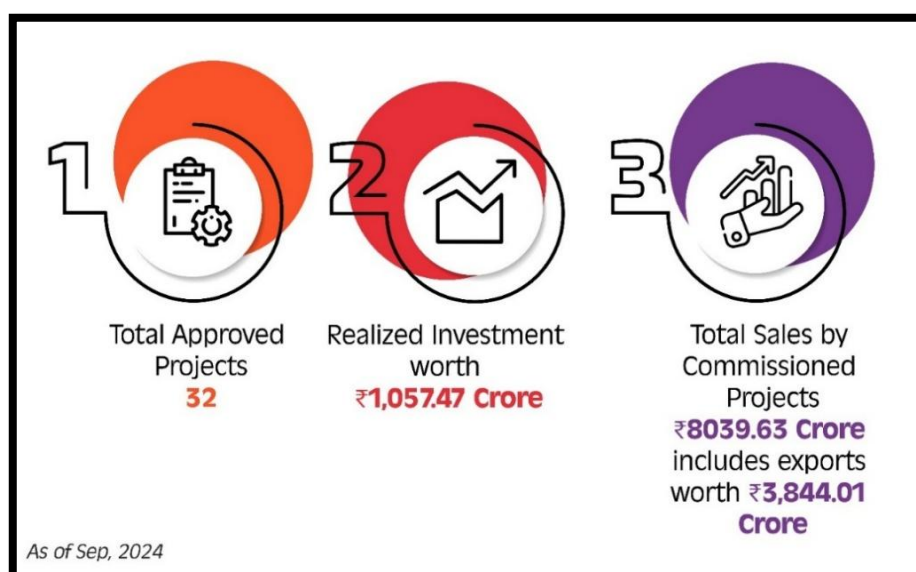 1
Total Approved
Projects
32
2
Realized Investment
worth
₹1,057.47 Crore
3
Total Sales by
Commissioned
Projects
₹8039.63 Crore
includes exports
worth ₹3,844.01
Crore
As of Sep, 2024